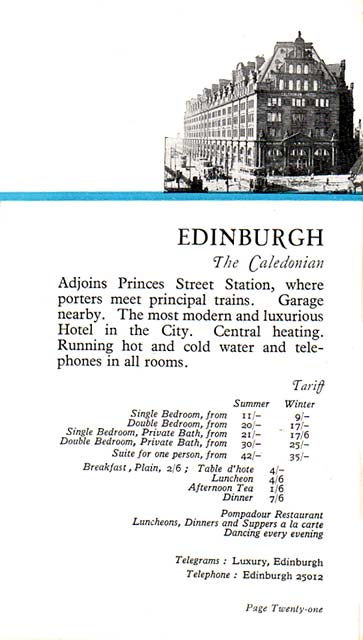 EDINBURGH
The Caledonian
Adjoins Princes Street Station, where
porters meet principal trains. Garage
nearby. The most modern and luxurious
Hotel in the City. Central heating.
Running hot and cold water and tele-
phones in all rooms.
Tariff
Summer Winter
Single Bedroom, from 11/- 9/-
Double Bedroom, from 20/- 17/-
Single Bedroom, Private Bath, from 21/- 17/6
Double Bedroom, Private Bath, from 30/- 25/-
Suite for one person, from 42/- 35/-
Breakfast, Plain, 2/6 ; Table d'hote 4/-
Luncheon 4/6
Afternoon Tea 1/6
Dinner 7/6
Pompadour Restaurant
Luncheons, Dinners and Suppers a la carte
Dancing every evening
Telegrams : Luxury, Edinburgh
Telephone : Edinburgh 25012
Page Twenty-one